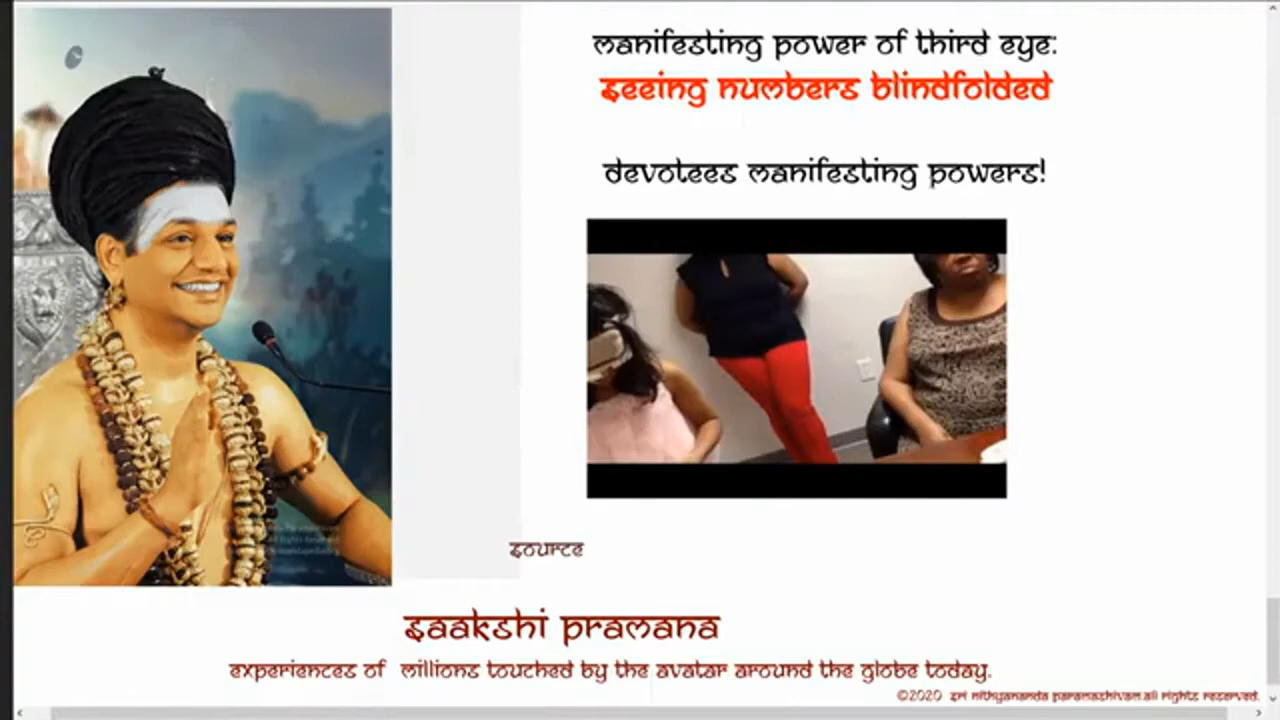 manifesting power of third eye:
seeing numbers blindfolded
devotees manifesting powers!
source
saakshi pramana
experiences of millions touched by the avatar around the globe today.
©2020 sri nithyananda paramashivam.all rights reserved.